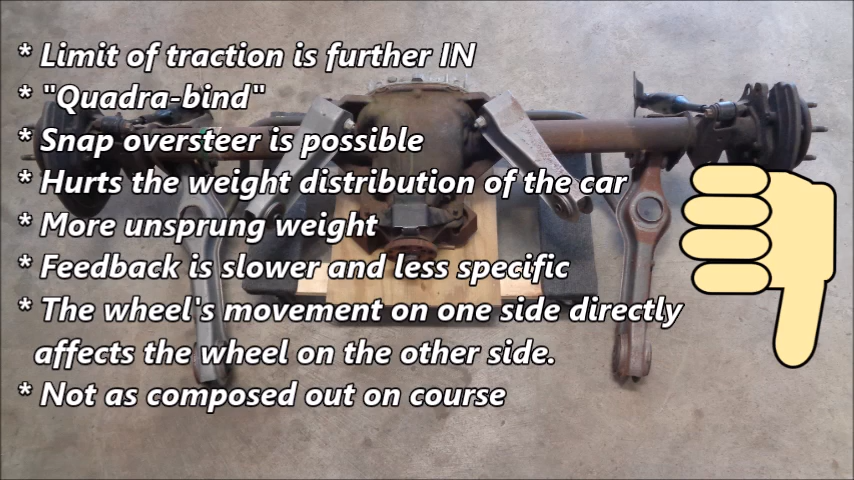 * Limit of traction is further IN
* "Quadra-bind"
* Snap oversteer is possible
* Hurts the weight distribution of the car
* More unsprung weight
* Feedback is slower and less specific
* The wheel's movement on one side directly
affects the wheel on the other side.
* Not as composed out on course